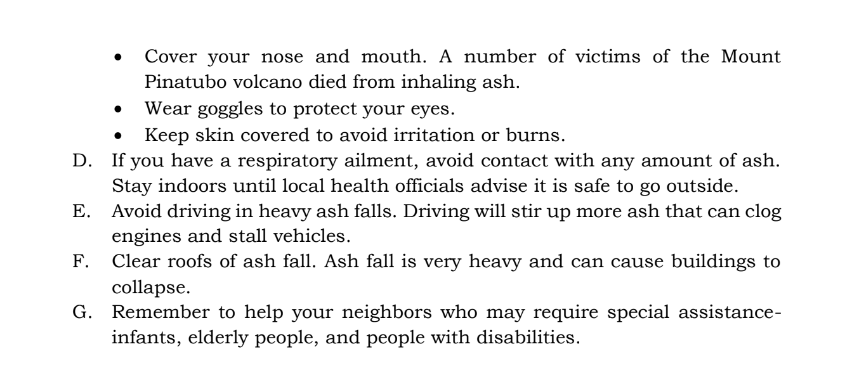 • Cover your nose and mouth. A number of victims of the Mount
Pinatubo volcano died from inhaling ash.
• Wear goggles to protect your eyes.
• Keep skin covered to avoid irritation or burns.
D. If you have a respiratory ailment, avoid contact with any amount of ash.
Stay indoors until local health officials advise it is safe to go outside.
E. Avoid driving in heavy ash falls. Driving will stir up more ash that can clog
engines and stall vehicles.
F. Clear roofs of ash fall. Ash fall is very heavy and can cause buildings to
collapse.
G. Remember to help your neighbors who may require special assistance-
infants, elderly people, and people with disabilities.